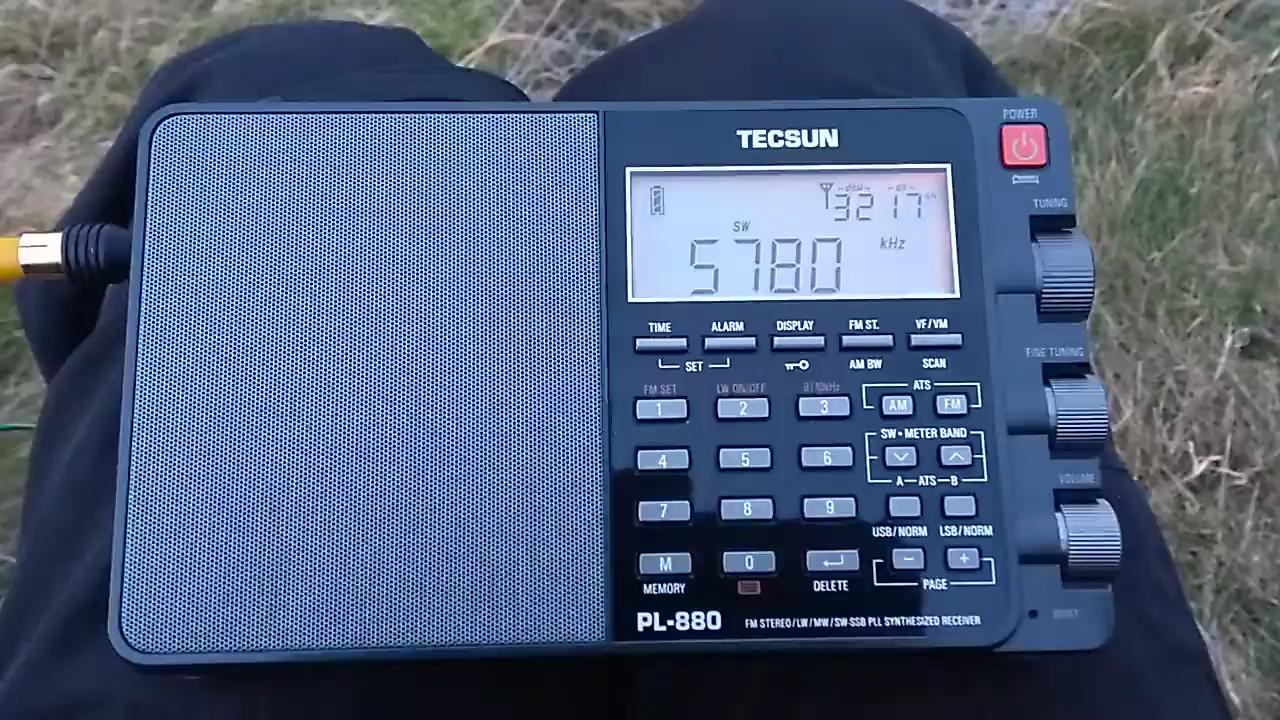 POWER
TECSUN
TUNING
3217
SW
5780 kHz
TIME ALARM DISPLAY FM ST. VF/VM
SET AM BW SCAN
FINE TUNING
FM SET LW ON/OFF 9/10kHz ATS
1 2 3 AM FM
SW•METER BAND
4 5 6
A—ATS—B
VOLUME
7 8 9
USB/NORM LSB/NORM
M 0 − +
MEMORY DELETE PAGE
PL-880 FM STEREO/LW/MW/SW-SSB PLL SYNTHESIZED RECEIVER
RESET